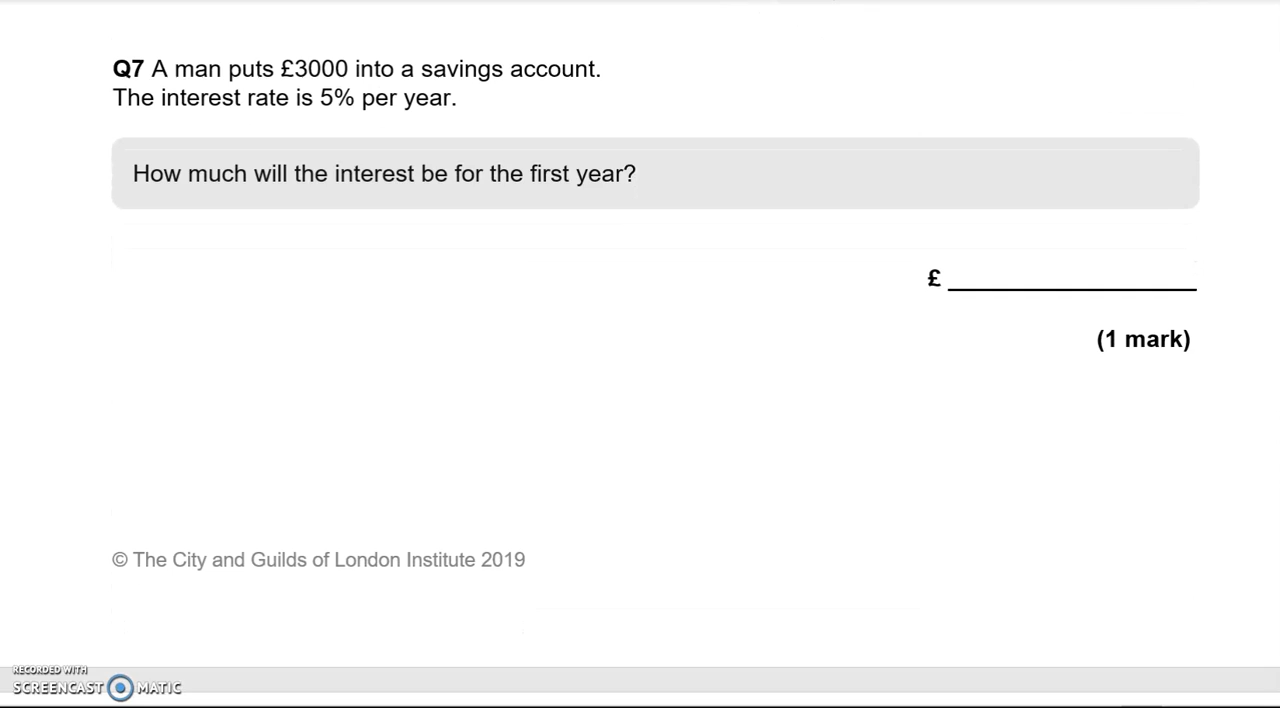 Q7 A man puts £3000 into a savings account.
The interest rate is 5% per year.
How much will the interest be for the first year?
£ ____________________
(1 mark)
© The City and Guilds of London Institute 2019
RECORDED WITH
SCREENCAST MATIC